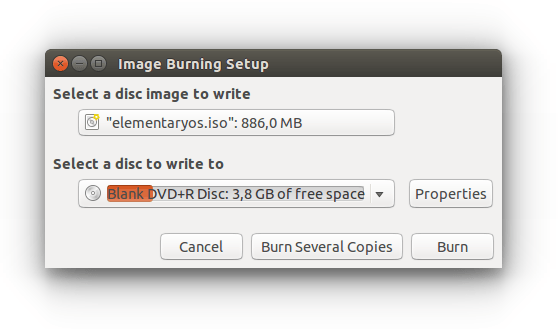 Image Burning Setup
Select a disc image to write
"elementaryos.iso": 886,0 MB
Select a disc to write to
Blank DVD+R Disc: 3,8 GB of free space
Properties
Cancel
Burn Several Copies
Burn